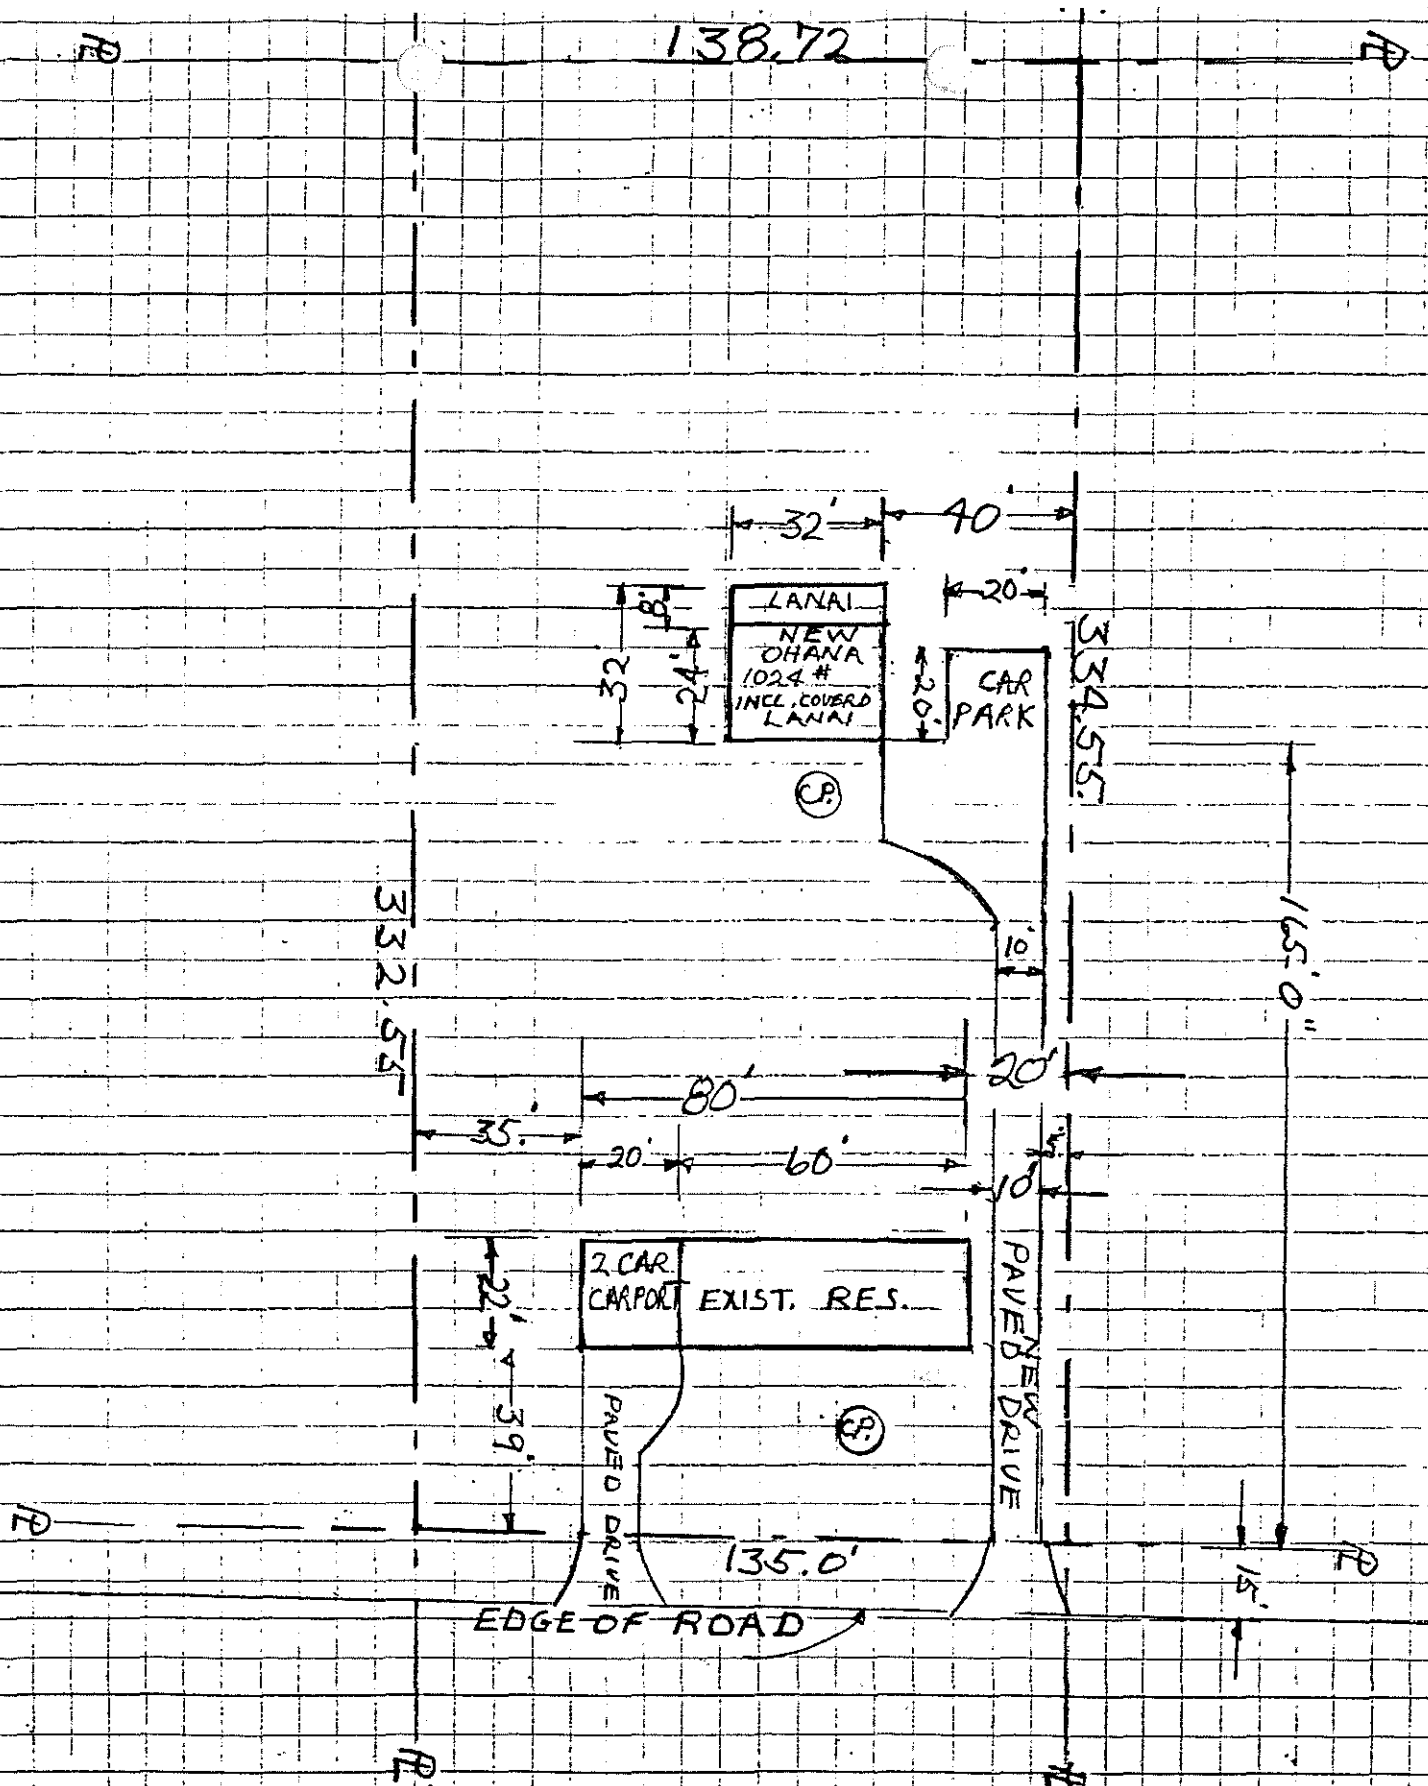 PL
138.72
PL
32'
40'
20'
8'
LANAI
NEW
OHANA
1024 #
INCL. COVERD
LANAI
32
24'
20'
CAR
PARK
334.55'
CP.
332.55
165'-0"
10'
20'
80'
35'
20'
60'
5'
10'
22'
2 CAR
CARPORT
EXIST. RES.
NEW
PAVED DRIVE
39'
PAVED DRIVE
CP.
PL
135.0'
PL
15'
EDGE OF ROAD
PL
PL